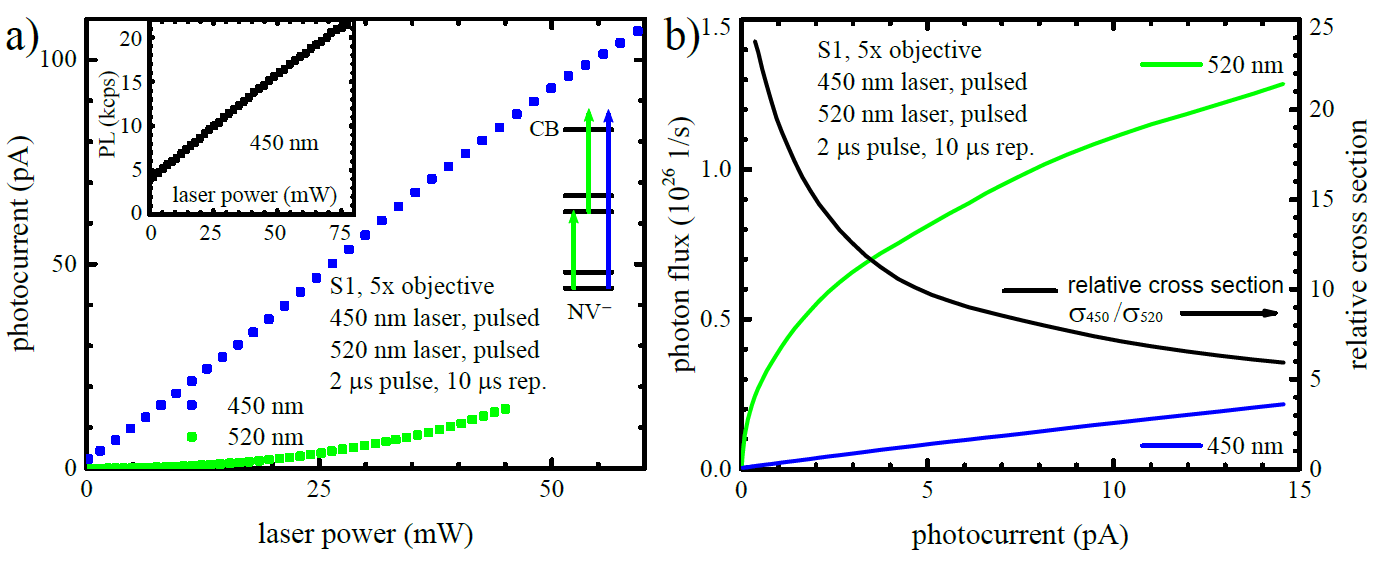 a)
photocurrent (pA)
100
50
0
0
25
50
laser power (mW)
PL (kcps)
20
15
10
5
0
450 nm
laser power (mW)
0
25
50
75
CB
NV⁻
S1, 5x objective
450 nm laser, pulsed
520 nm laser, pulsed
2 µs pulse, 10 µs rep.
450 nm
520 nm
b)
photon flux (10²⁶ 1/s)
1.5
1.0
0.5
0.0
0
5
10
15
photocurrent (pA)
S1, 5x objective
450 nm laser, pulsed
520 nm laser, pulsed
2 µs pulse, 10 µs rep.
520 nm
relative cross section
σ₄₅₀/σ₅₂₀
450 nm
25
20
15
10
5
0
relative cross section